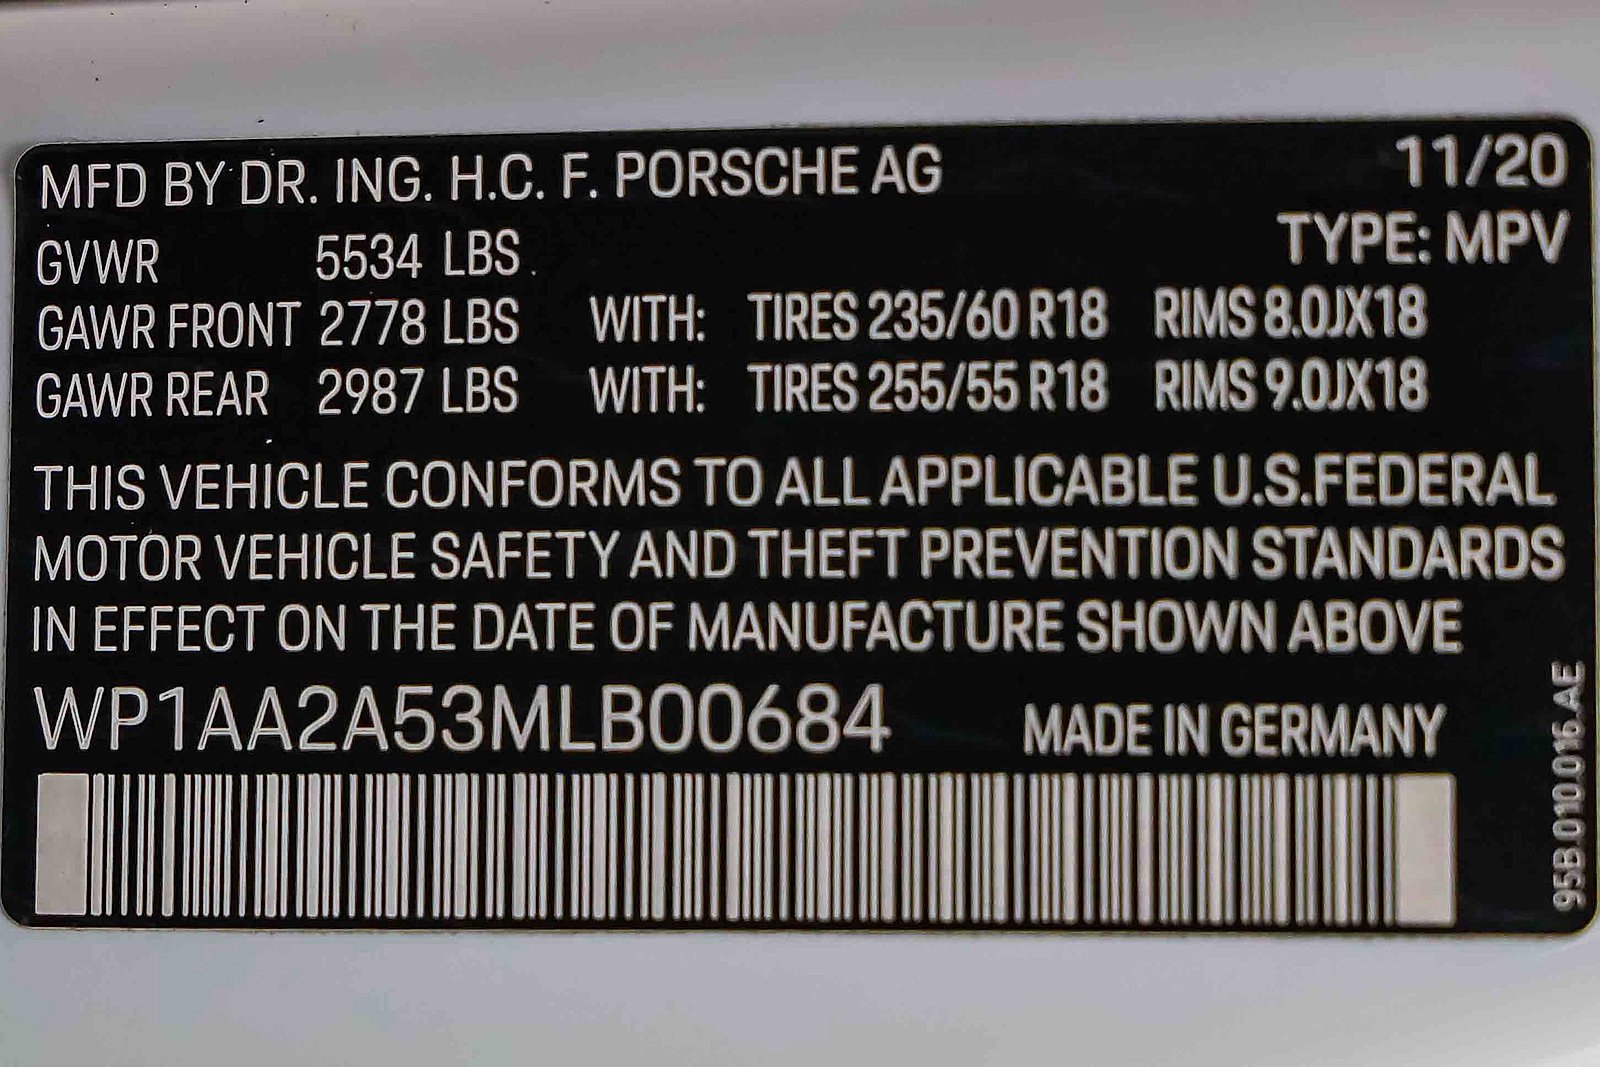 MFD BY DR. ING. H.C. F. PORSCHE AG 11/20
TYPE: MPV
GVWR 5534 LBS
GAWR FRONT 2778 LBS WITH: TIRES 235/60 R18 RIMS 8.0JX18
GAWR REAR 2987 LBS WITH: TIRES 255/55 R18 RIMS 9.0JX18
THIS VEHICLE CONFORMS TO ALL APPLICABLE U.S.FEDERAL
MOTOR VEHICLE SAFETY AND THEFT PREVENTION STANDARDS
IN EFFECT ON THE DATE OF MANUFACTURE SHOWN ABOVE
WP1AA2A53MLB00684 MADE IN GERMANY
95B.010.016.AE